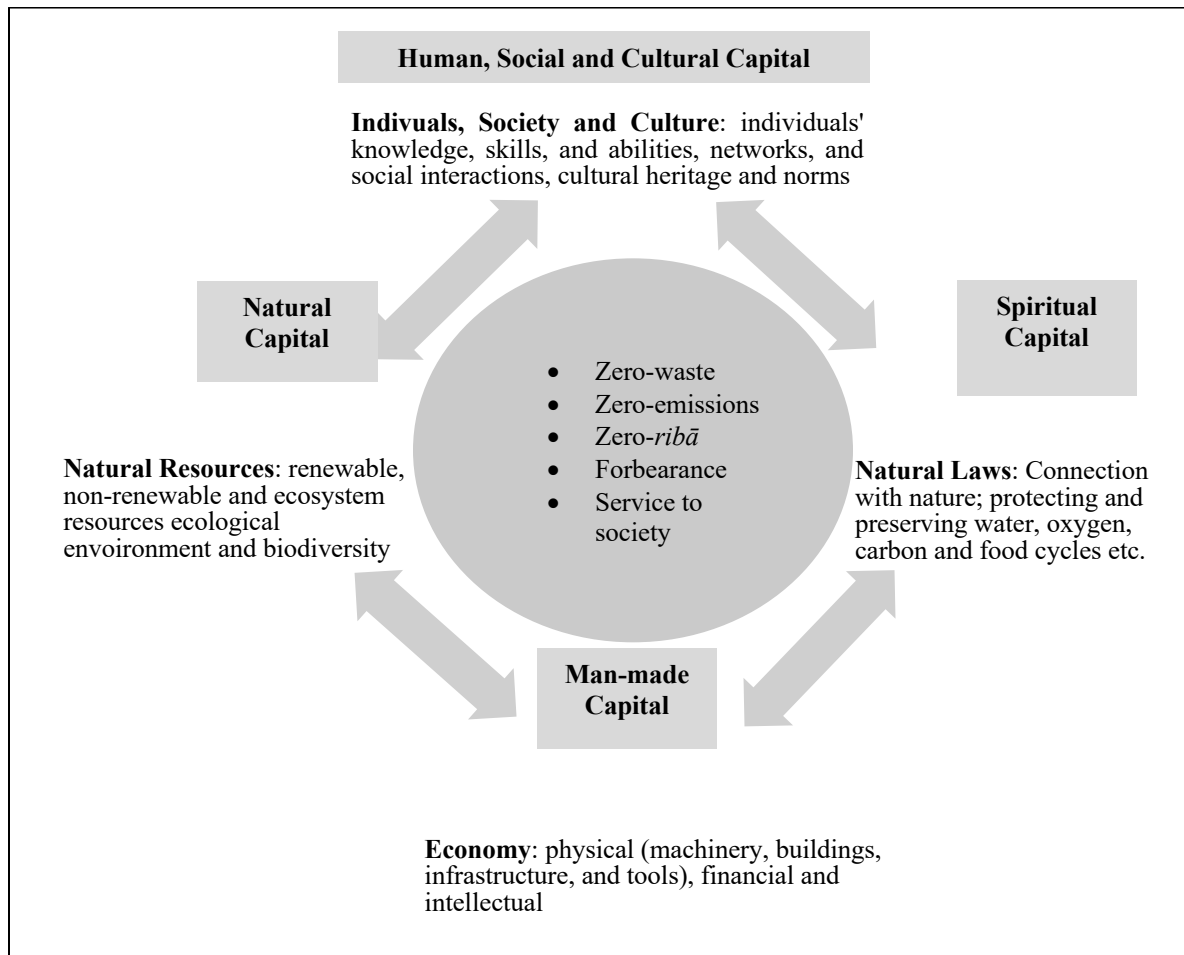 Human, Social and Cultural Capital
Indivuals, Society and Culture: individuals'
knowledge, skills, and abilities, networks, and
social interactions, cultural heritage and norms
Natural
Capital
Spiritual
Capital
• Zero-waste
• Zero-emissions
• Zero-ribā
• Forbearance
• Service to
society
Natural Resources: renewable,
non-renewable and ecosystem
resources ecological
envoironment and biodiversity
Natural Laws: Connection
with nature; protecting and
preserving water, oxygen,
carbon and food cycles etc.
Man-made
Capital
Economy: physical (machinery, buildings,
infrastructure, and tools), financial and
intellectual